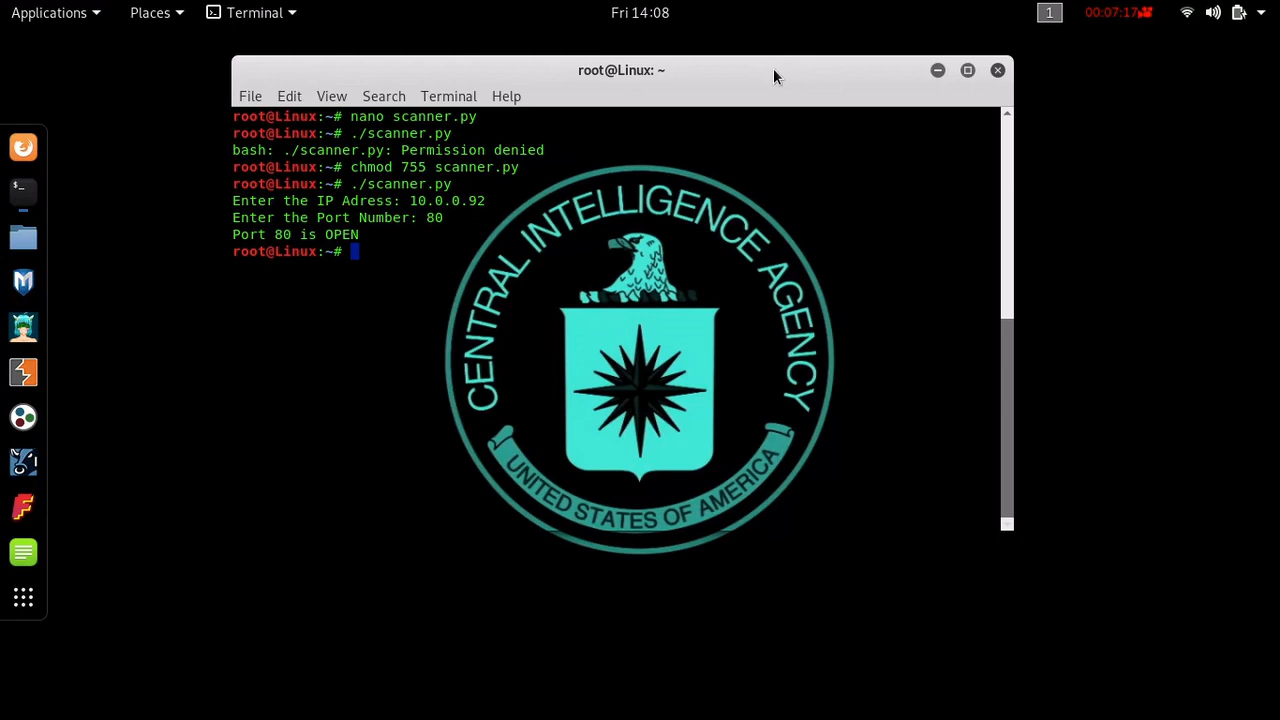 Applications Places Terminal Fri 14:08 1 00:07:17
root@Linux: ~
File Edit View Search Terminal Help
root@Linux:~# nano scanner.py
root@Linux:~# ./scanner.py
bash: ./scanner.py: Permission denied
root@Linux:~# chmod 755 scanner.py
root@Linux:~# ./scanner.py
Enter the IP Adress: 10.0.0.92
Enter the Port Number: 80
Port 80 is OPEN
root@Linux:~#
CENTRAL INTELLIGENCE AGENCY
UNITED STATES OF AMERICA